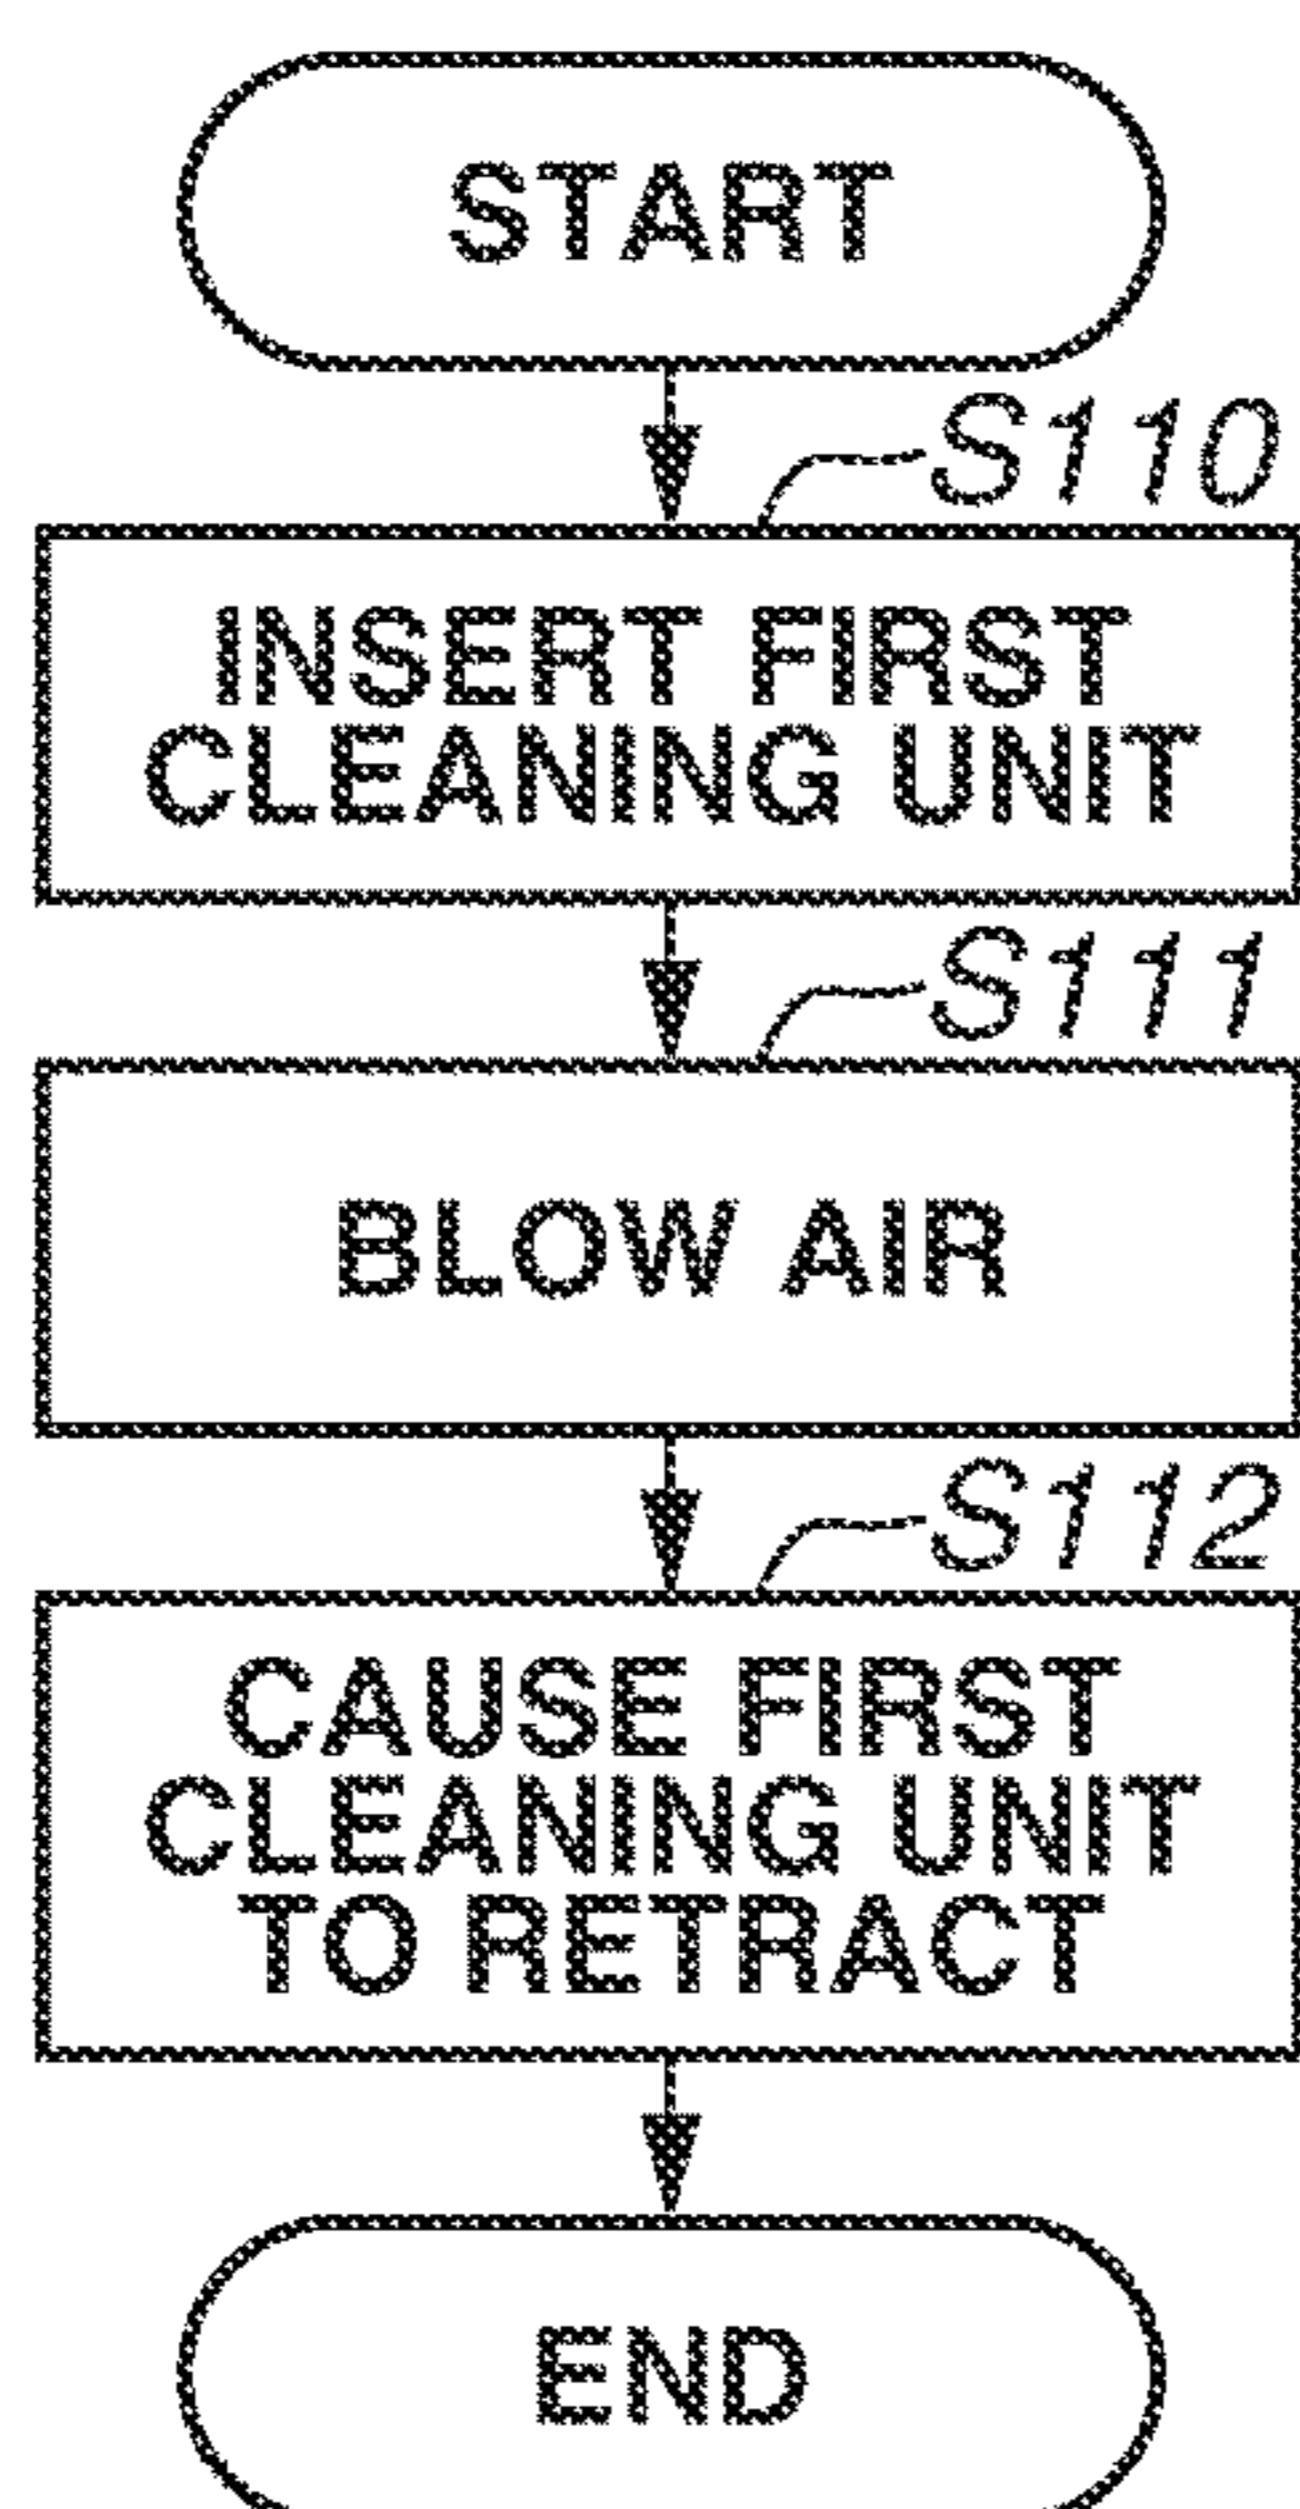 START
S110
INSERT FIRST
CLEANING UNIT
S111
BLOW AIR
S112
CAUSE FIRST
CLEANING UNIT
TO RETRACT
END